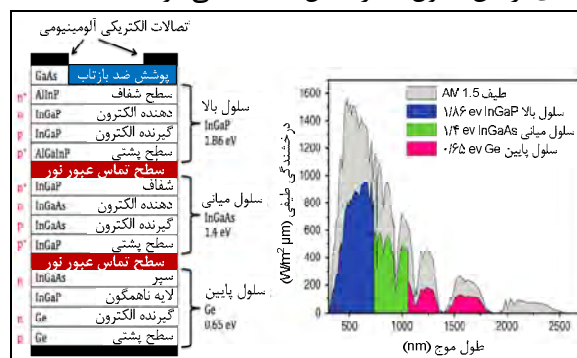 اتصالات الکتریکی آلومینیومی
GaAs پوشش ضد بازتاب
n⁺ AlInP سطح شفاف
n InGaP دهنده الکترون
p InGaP گیرنده الکترون
p⁺ AlGaInP سطح پشتی
سلول بالا
InGaP
1.86 eV
سطح تماس عبور نور
n⁺ InGaP شفاف
n InGaAs دهنده الکترون
p InGaAs گیرنده الکترون
p⁺ InGaP سطح پشتی
سلول میانی
InGaAs
1.4 eV
سطح تماس عبور نور
n InGaAs سپر
InGaP لایه ناهمگون
n Ge گیرنده الکترون
p Ge سطح پشتی
سلول پایین
Ge
0.65 eV
طیف AM 1.5
سلول بالا InGaP ۱/۸۶ ev
سلول میانی InGaAs ۱/۴ ev
سلول پایین Ge ۰/۶۵ ev
درخشندگی طیفی (W/m² µm)
1600
1400
1200
1000
800
600
400
200
0
500 1000 1500 2000 2500
طول موج (nm)